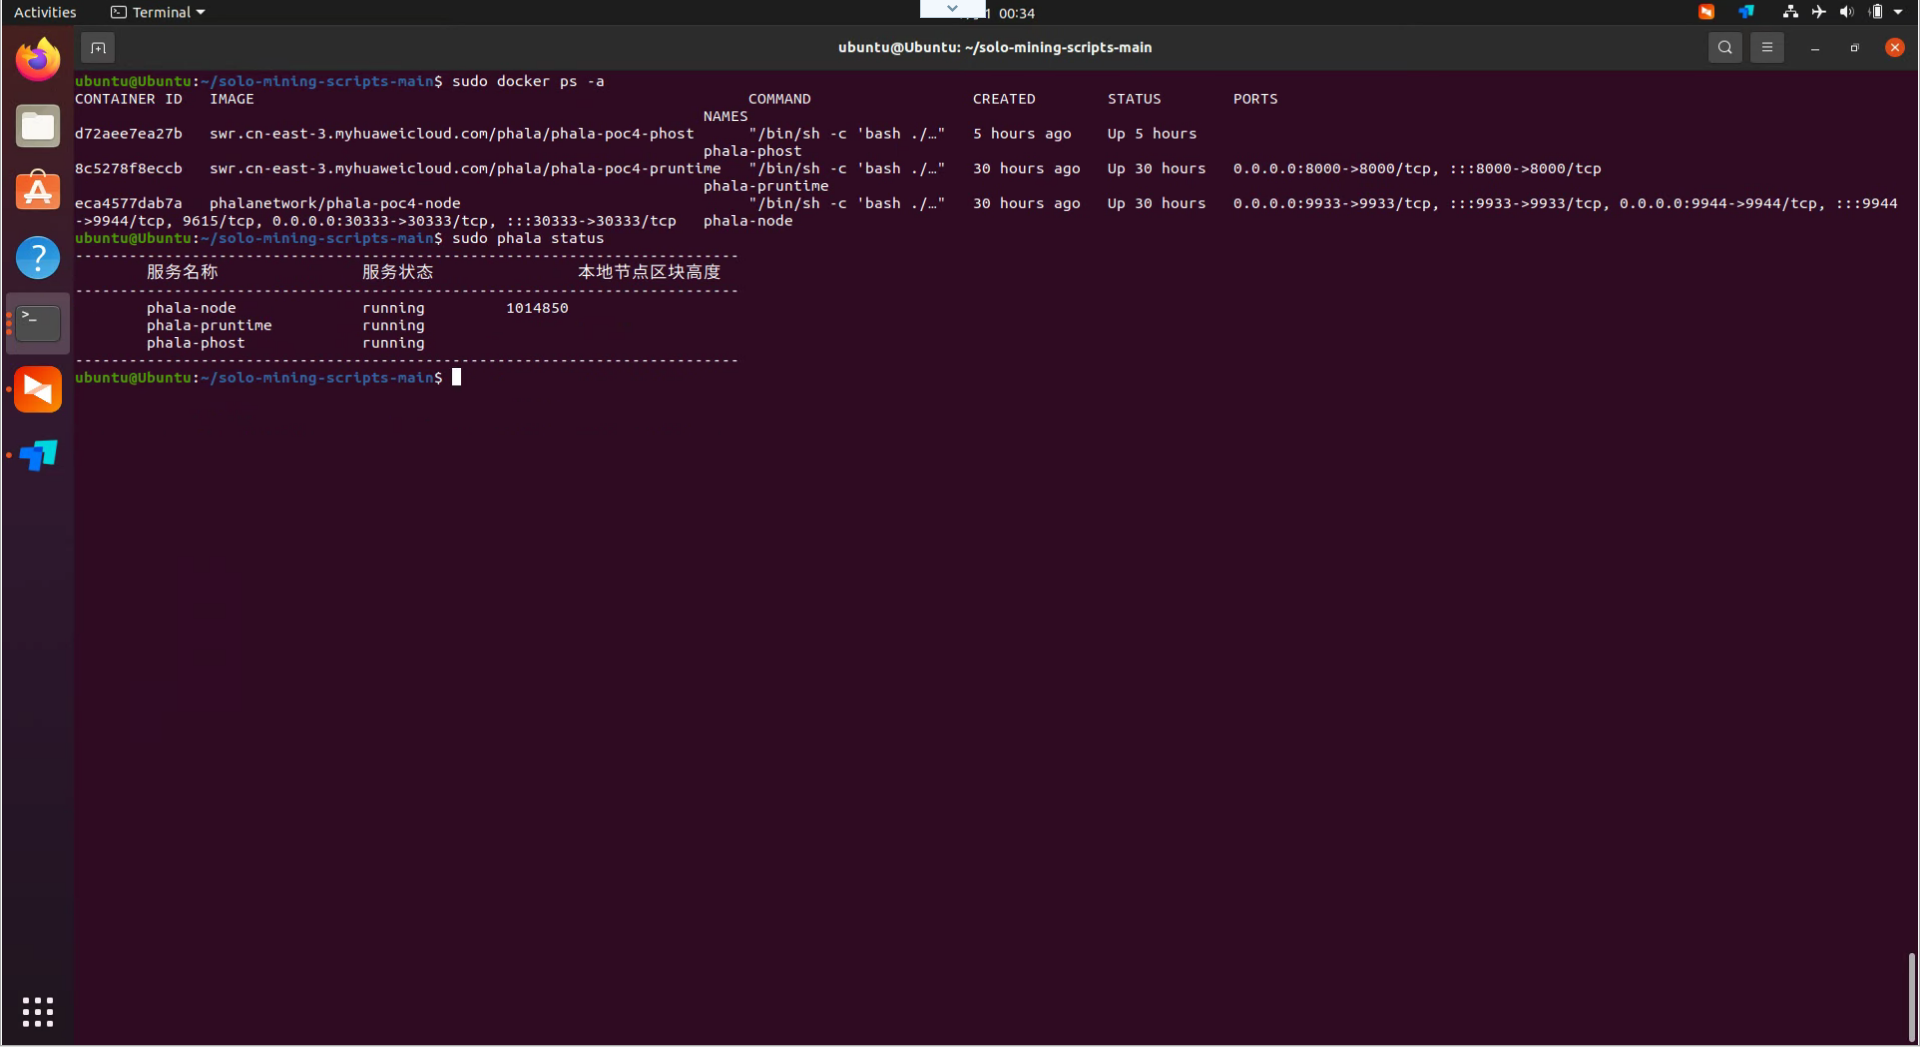 Activities Terminal 1 00:34
ubuntu@Ubuntu: ~/solo-mining-scripts-main
ubuntu@Ubuntu:~/solo-mining-scripts-main$ sudo docker ps -a
CONTAINER ID IMAGE COMMAND CREATED STATUS PORTS
NAMES
d72aee7ea27b swr.cn-east-3.myhuaweicloud.com/phala/phala-poc4-phost "/bin/sh -c 'bash ./…" 5 hours ago Up 5 hours
phala-phost
8c5278f8eccb swr.cn-east-3.myhuaweicloud.com/phala/phala-poc4-pruntime "/bin/sh -c 'bash ./…" 30 hours ago Up 30 hours 0.0.0.0:8000->8000/tcp, :::8000->8000/tcp
phala-pruntime
eca4577dab7a phalanetwork/phala-poc4-node "/bin/sh -c 'bash ./…" 30 hours ago Up 30 hours 0.0.0.0:9933->9933/tcp, :::9933->9933/tcp, 0.0.0.0:9944->9944/tcp, :::9944
->9944/tcp, 9615/tcp, 0.0.0.0:30333->30333/tcp, :::30333->30333/tcp phala-node
ubuntu@Ubuntu:~/solo-mining-scripts-main$ sudo phala status
--------------------------------------------------------------------------
服务名称 服务状态 本地节点区块高度
--------------------------------------------------------------------------
phala-node running 1014850
phala-pruntime running
phala-phost running
--------------------------------------------------------------------------
ubuntu@Ubuntu:~/solo-mining-scripts-main$